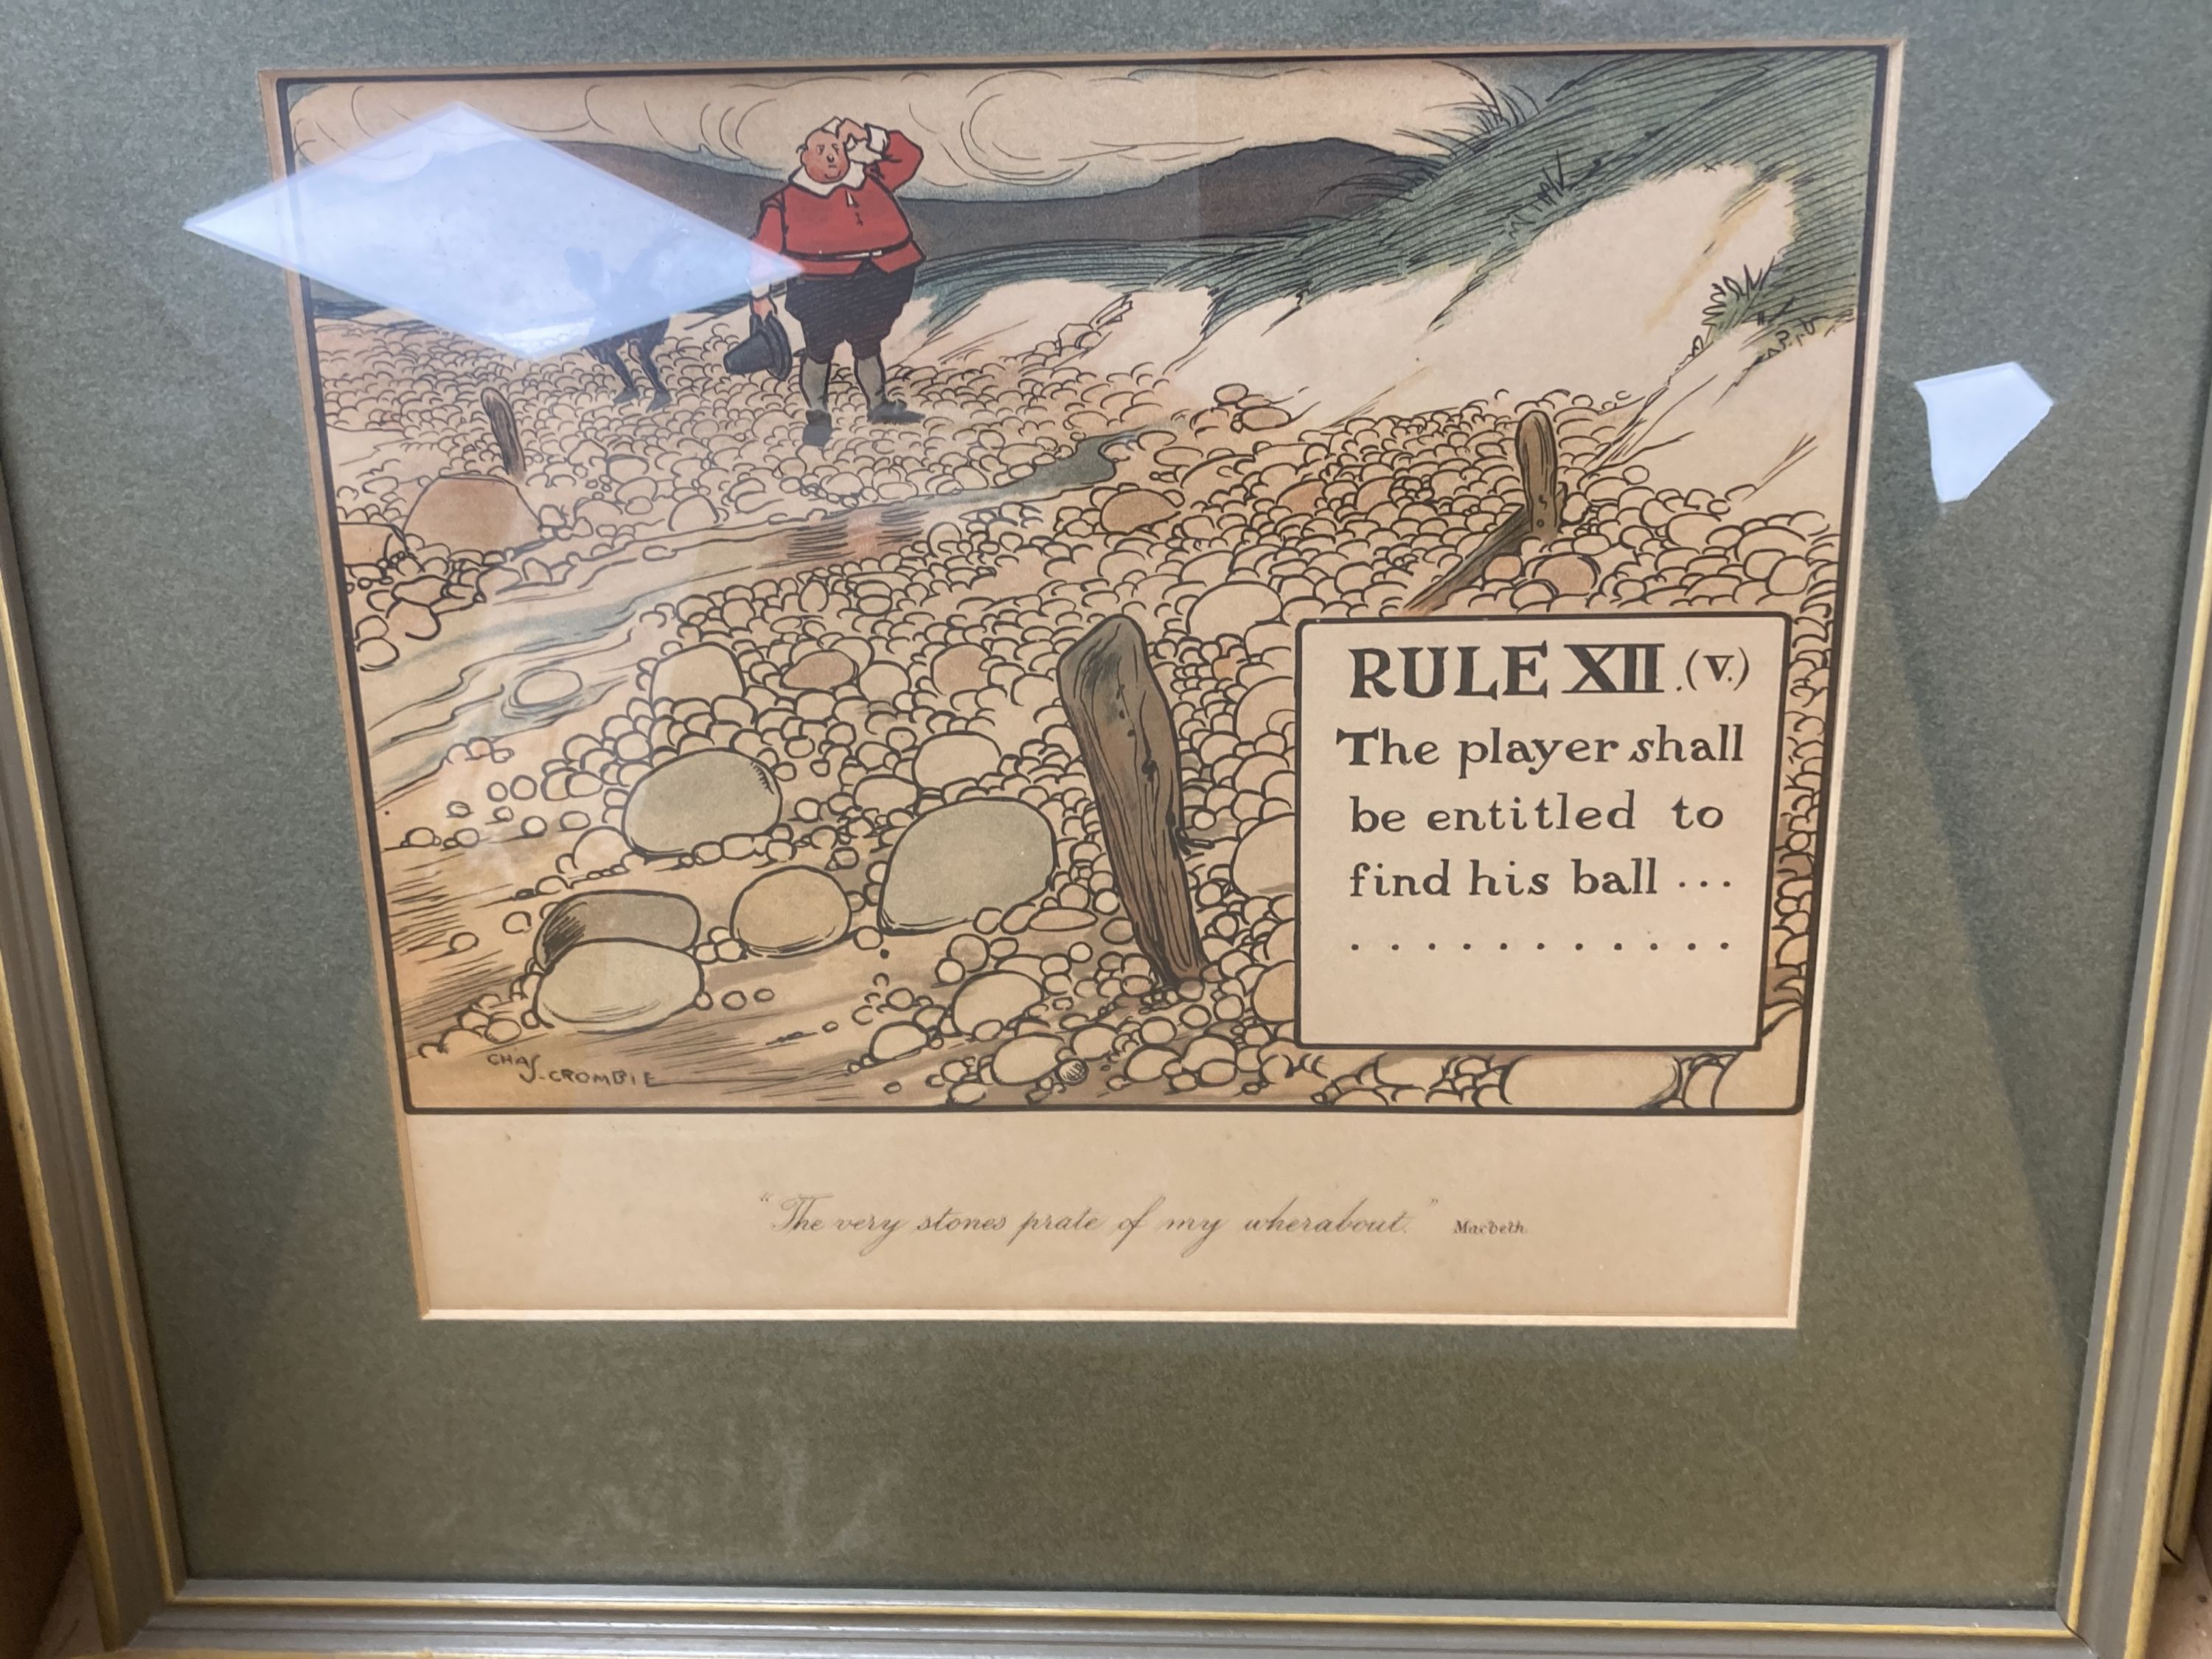 RULE XII.(V.)
The player shall
be entitled to
find his ball ...
. . . . . . . . . . .
CHAS. CROMBIE
"The very stones prate of my wherabout." Macbeth